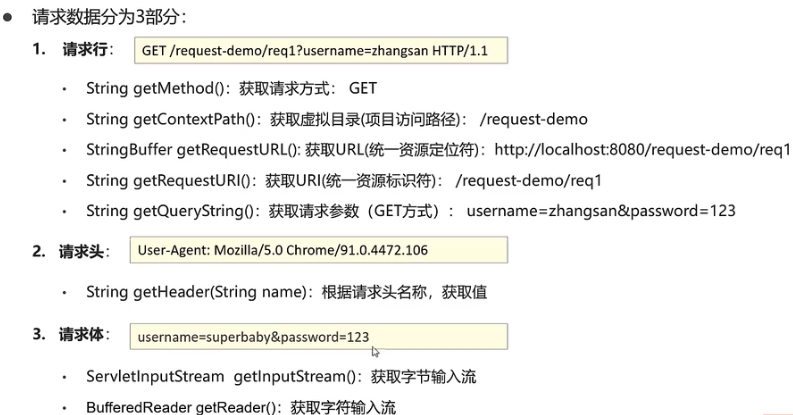 ● 请求数据分为3部分：
1. 请求行： GET /request-demo/req1?username=zhangsan HTTP/1.1
• String getMethod()：获取请求方式： GET
• String getContextPath()：获取虚拟目录(项目访问路径)： /request-demo
• StringBuffer getRequestURL(): 获取URL(统一资源定位符)：http://localhost:8080/request-demo/req1
• String getRequestURI()：获取URI(统一资源标识符)： /request-demo/req1
• String getQueryString()：获取请求参数（GET方式）： username=zhangsan&password=123
2. 请求头： User-Agent: Mozilla/5.0 Chrome/91.0.4472.106
• String getHeader(String name)：根据请求头名称，获取值
3. 请求体： username=superbaby&password=123
• ServletInputStream getInputStream()：获取字节输入流
• BufferedReader getReader()：获取字符输入流